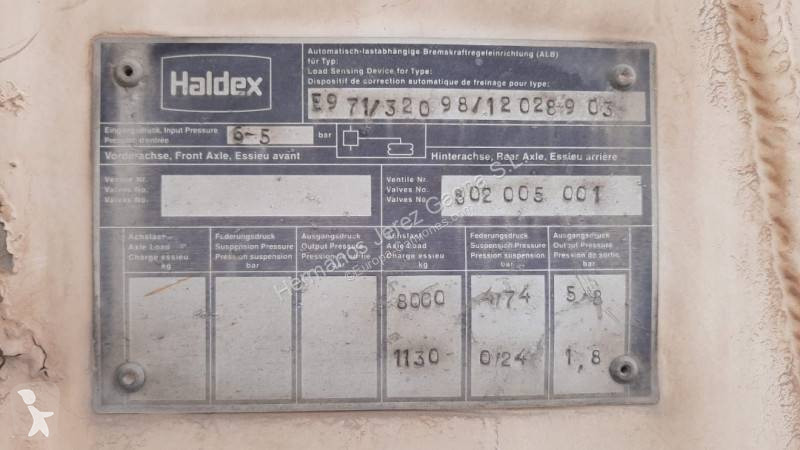 Haldex
Automatisch-lastabhängige Bremskraftregeleinrichtung (ALB)
für Typ:
Load Sensing Device for Type:
Dispositif de correction automatique de freinage pour type:
E9 71/320 98/12 028 9 03
Eingangsdruck, Input Pressure
Pression d'entrée
6-5 bar
Vorderachse, Front Axle, Essieu avant
Hinterachse, Rear Axle, Essieu arrière
Ventile Nr.
Valves No.
Valves No.
Ventile Nr.
Valves No.
Valves No.
802 005 001
Achslast
Axle Load
Charge essieu
kg
Federungsdruck
Suspension Pressure
Pression suspension
bar
Ausgangsdruck
Output Pressure
Pression de sortie
Achslast
Axle Load
Charge essieu
kg
Federungsdruck
Suspension Pressure
Pression suspension
bar
Ausgangsdruck
Output Pressure
Pression de sortie
bar
8000 5,8
1130 0/24 1,8
Hermanos Jerez Gaona S.L.